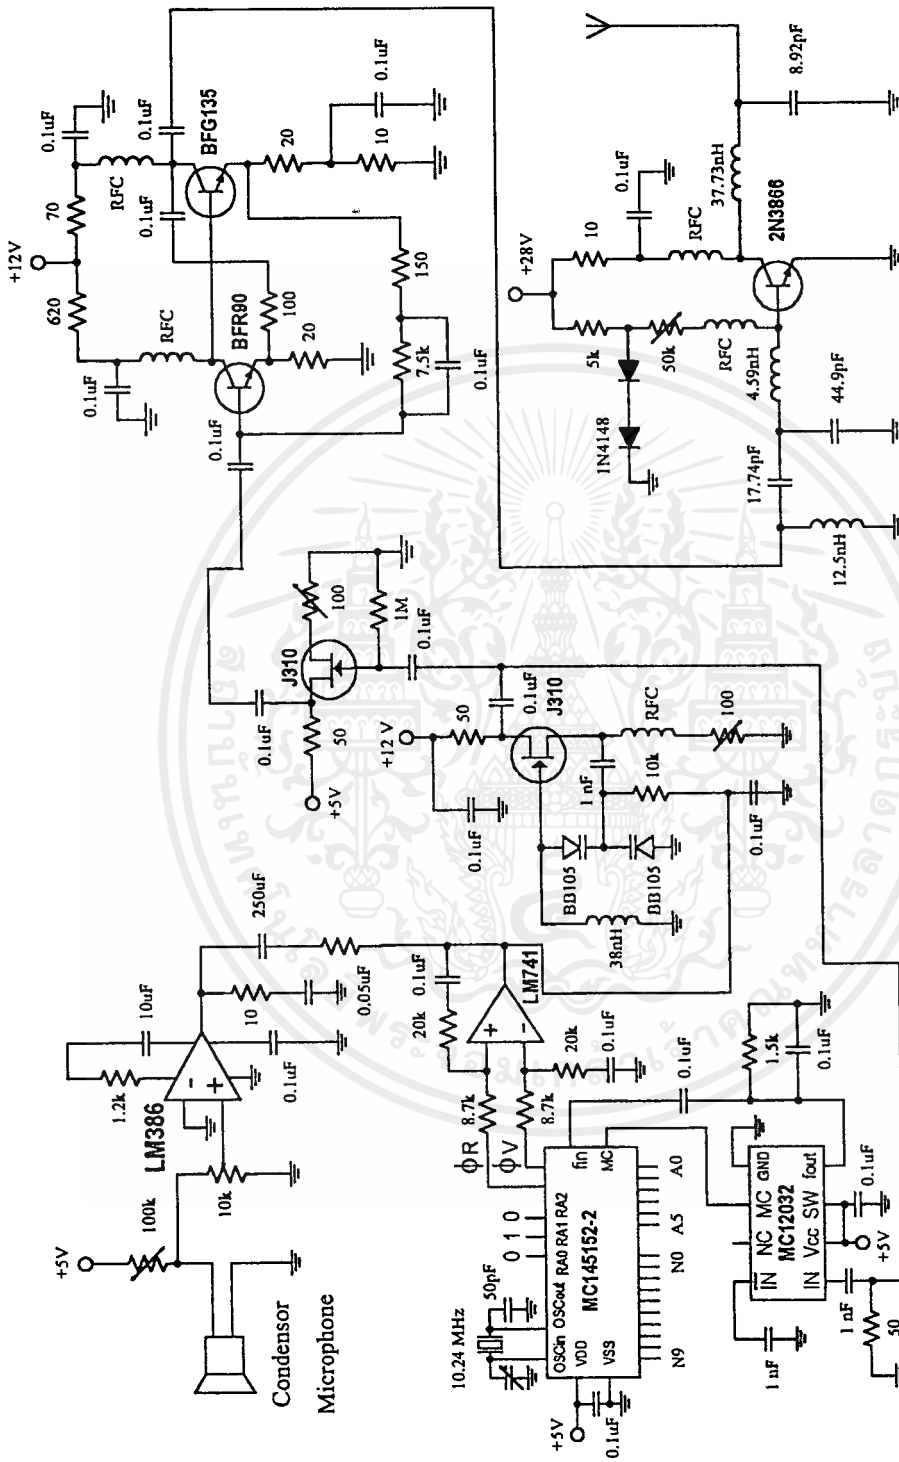 +5V
100k
Condensor
Microphone
10k
LM386
-
+
1.2k
10uF
10
0.05uF
0.1uF
250uF
+5V
50
0.1uF
J310
100
1M
0.1uF
0.1uF
0.1uF
620
+12V
70
0.1uF
RFC
RFC
BFR90
100
20
0.1uF
0.1uF
BFG135
20
10
0.1uF
150
7.5k
0.1uF
10.24 MHz
50pF
0 1 0
OSCin OSCout RA0 RA1 RA2
VDD
VSS
MC145152-2
fin
MC
+5V
0.1uF
N9
N0
A5
A0
ϕR
ϕV
8.7k
8.7k
20k
0.1uF
+
-
LM741
20k
0.1uF
0.1uF
+12 V
50
0.1uF
0.1uF
J310
1 nF
BB105
BB105
38nH
10k
RFC
100
0.1uF
1.5k
0.1uF
IN
NC
MC
GND
MC12032
IN
Vcc
SW
fout
1 nF
1 nF
50
+5V
0.1uF
+28V
5k
10
0.1uF
50k
RFC
RFC
1N4148
17.74pF
4.59nH
44.9pF
12.5nH
2N3866
37.73nH
8.92pF